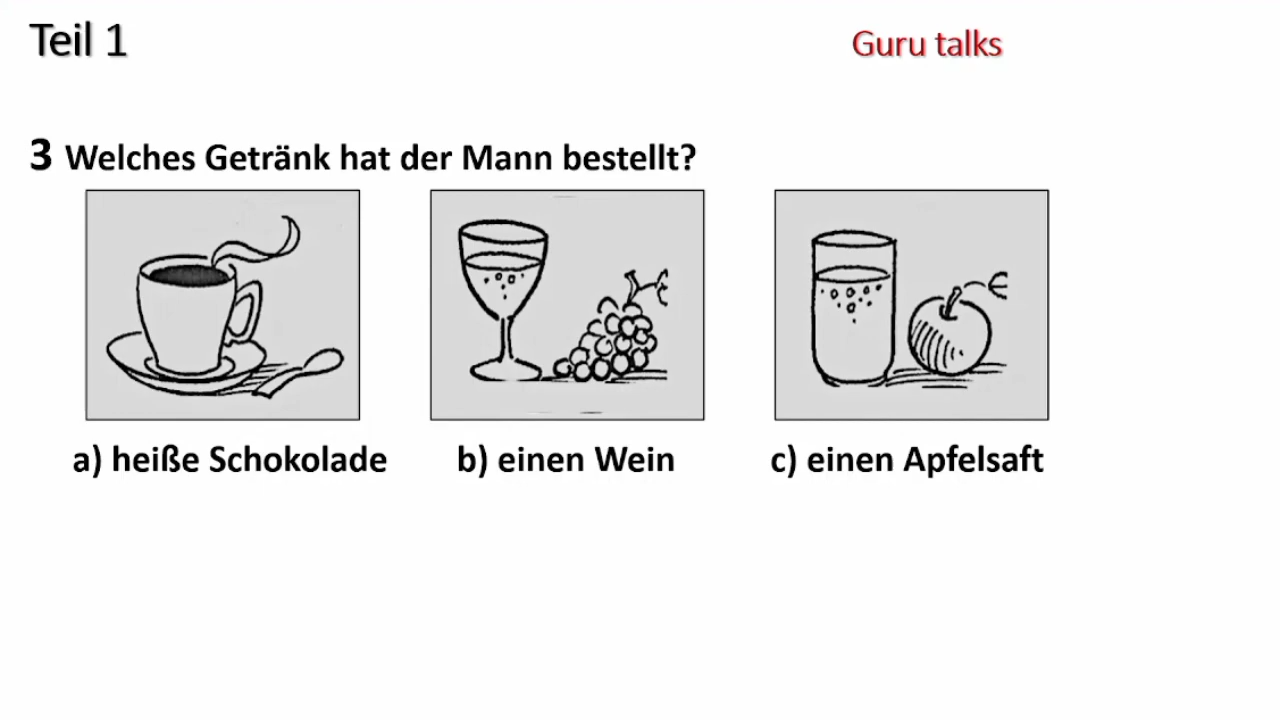 Teil 1
Guru talks
3 Welches Getränk hat der Mann bestellt?
a) heiße Schokolade
b) einen Wein
c) einen Apfelsaft